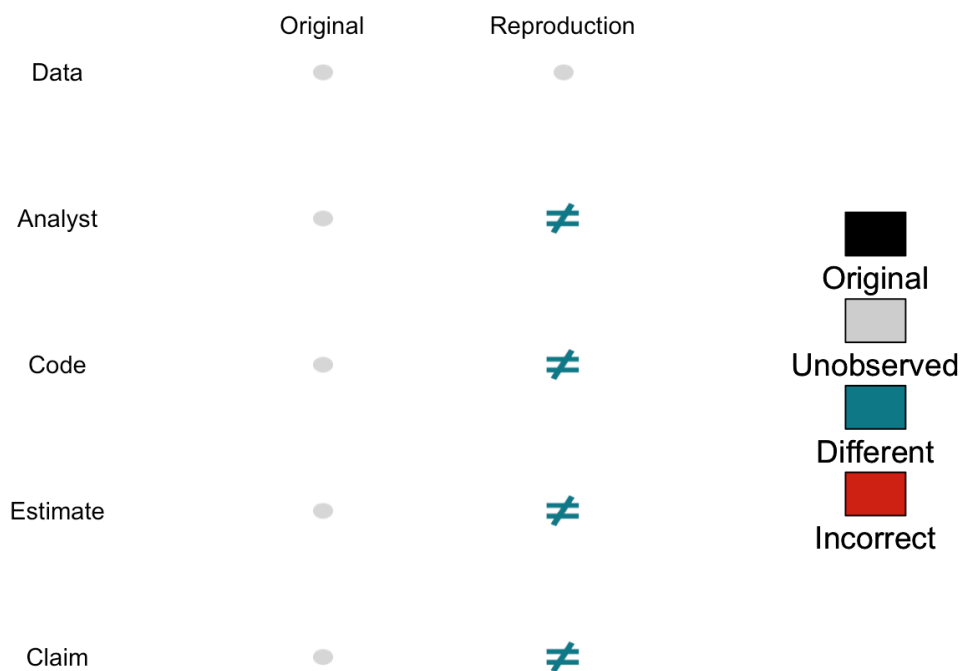 Original Reproduction
Data
Analyst ≠
Original
Code ≠
Unobserved
Different
Estimate ≠
Incorrect
Claim ≠